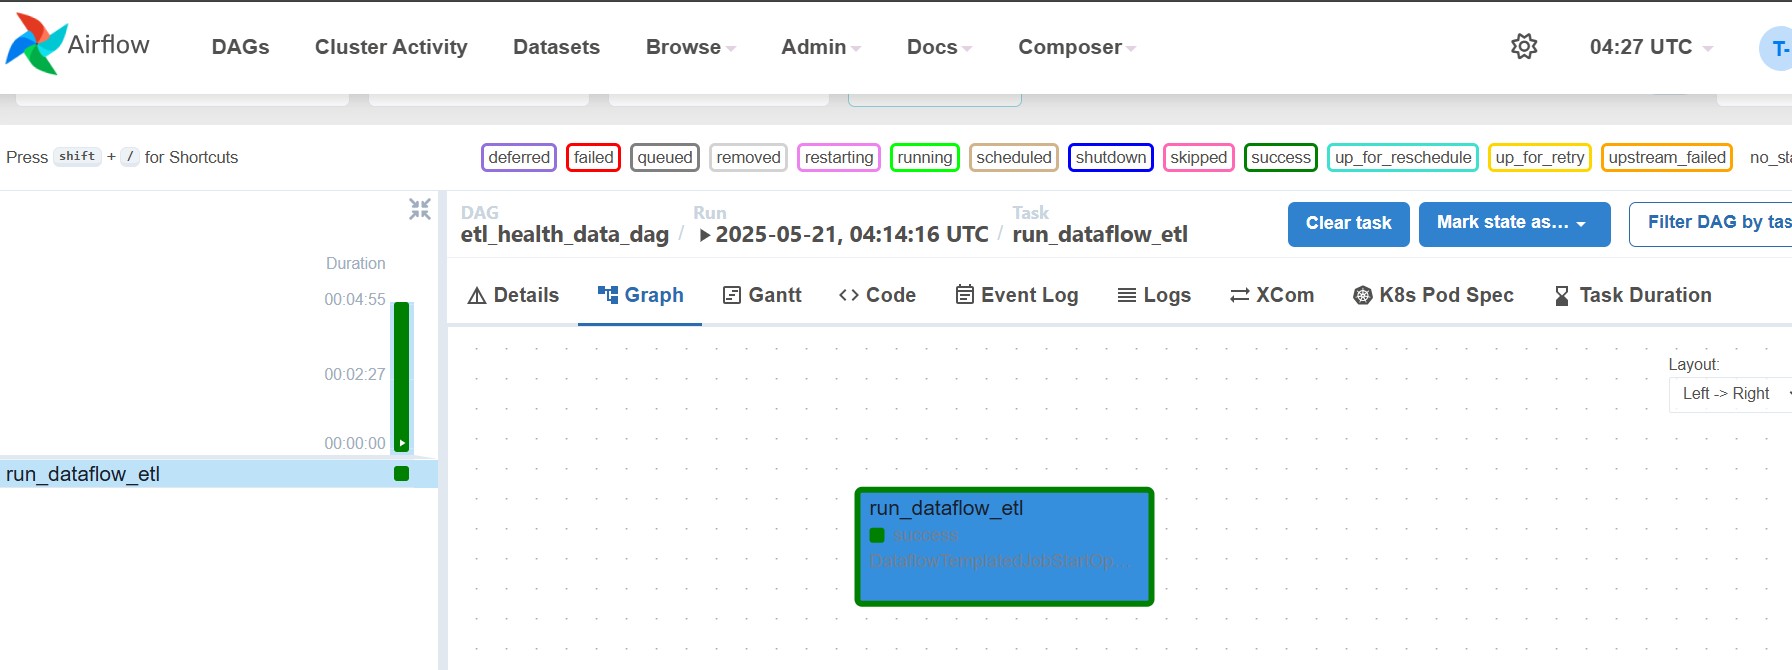 Airflow DAGs Cluster Activity Datasets Browse Admin Docs Composer 04:27 UTC T-
Press shift + / for Shortcuts deferred failed queued removed restarting running scheduled shutdown skipped success up_for_reschedule up_for_retry upstream_failed no_sta
DAG Run Task
etl_health_data_dag / 2025-05-21, 04:14:16 UTC / run_dataflow_etl Clear task Mark state as... Filter DAG by tas
Duration
00:04:55
00:02:27
00:00:00
run_dataflow_etl
Details Graph Gantt Code Event Log Logs XCom K8s Pod Spec Task Duration
Layout:
Left -> Right
run_dataflow_etl
success
DataflowTemplatedJobStartOp...